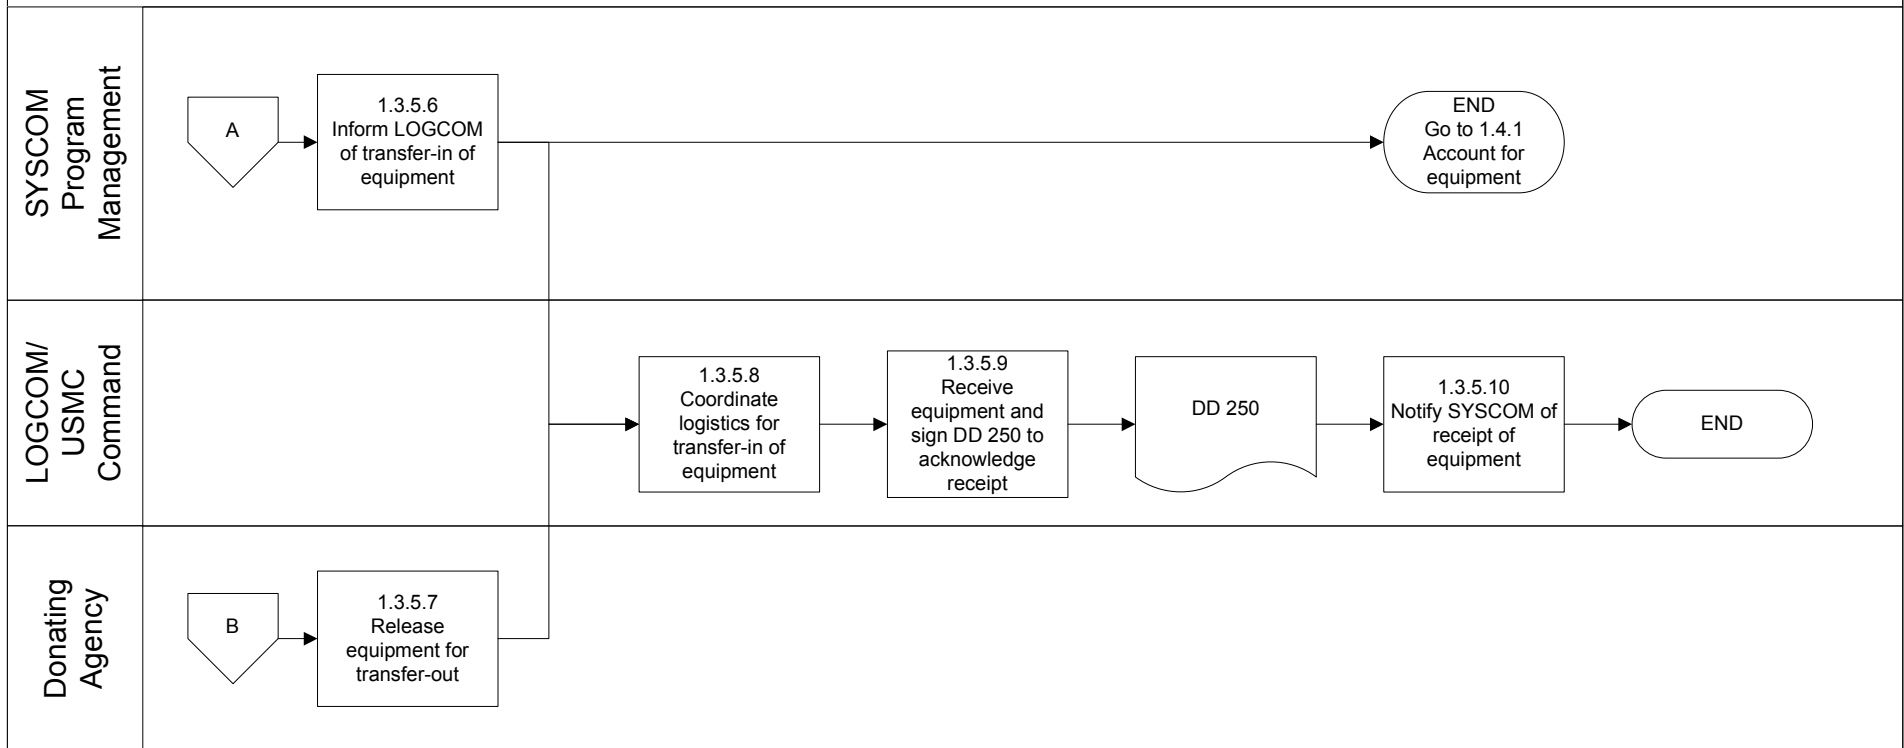 SYSCOM
Program
Management
A
1.3.5.6
Inform LOGCOM
of transfer-in of
equipment
END
Go to 1.4.1
Account for
equipment
LOGCOM/
USMC
Command
1.3.5.8
Coordinate
logistics for
transfer-in of
equipment
1.3.5.9
Receive
equipment and
sign DD 250 to
acknowledge
receipt
DD 250
1.3.5.10
Notify SYSCOM of
receipt of
equipment
END
Donating
Agency
B
1.3.5.7
Release
equipment for
transfer-out